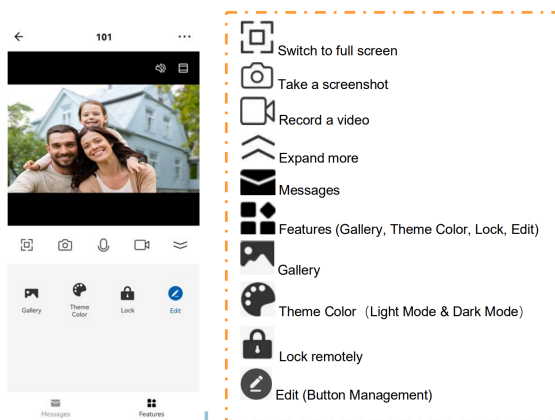 101
Gallery
Theme
Color
Lock
Edit
Messages
Features
Switch to full screen
Take a screenshot
Record a video
Expand more
Messages
Features (Gallery, Theme Color, Lock, Edit)
Gallery
Theme Color（Light Mode & Dark Mode）
Lock remotely
Edit (Button Management)